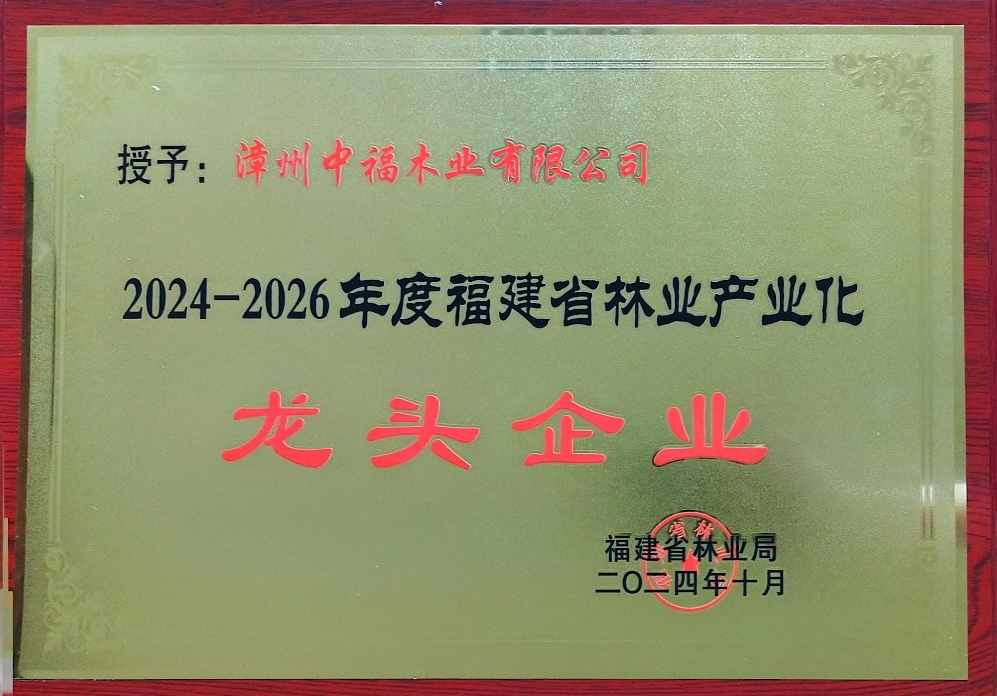 授予：漳州中福木业有限公司
2024-2026年度福建省林业产业化
龙头企业
福建省林业局
二〇二四年十月